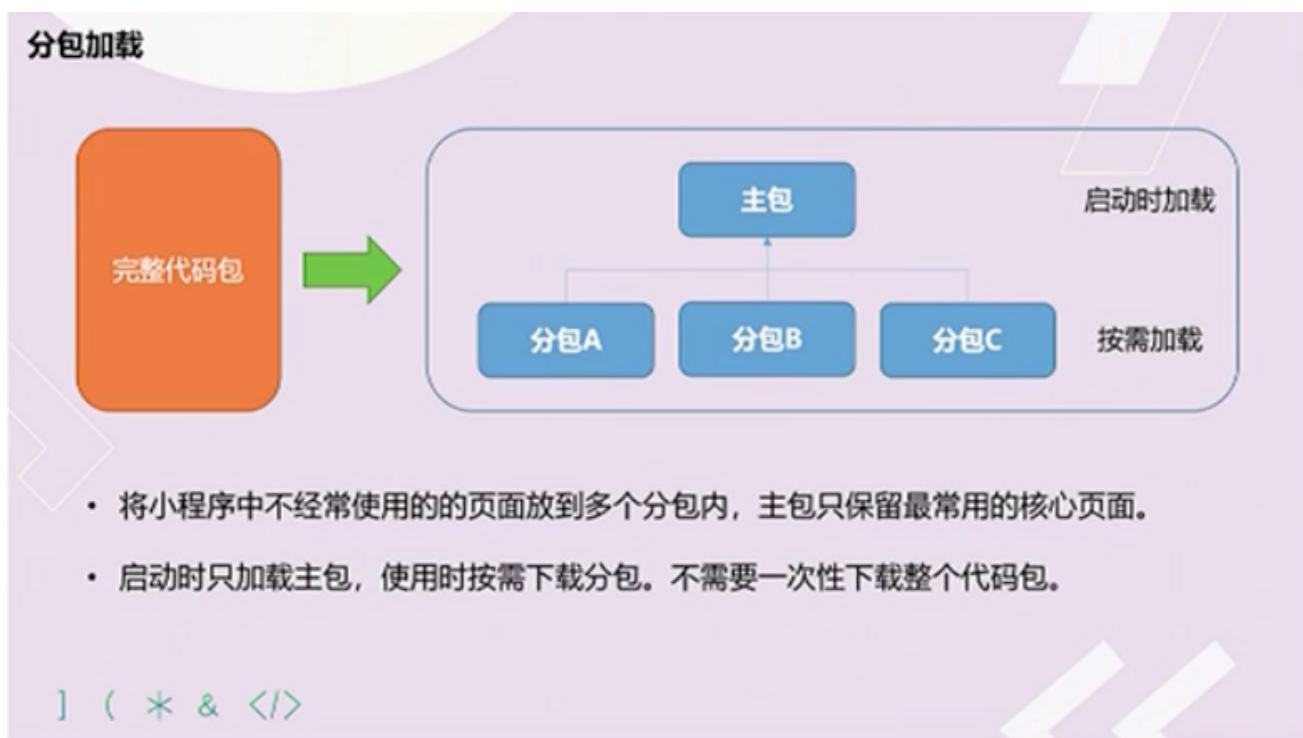 分包加载
完整代码包
主包
启动时加载
分包A
分包B
分包C
按需加载
• 将小程序中不经常使用的的页面放到多个分包内，主包只保留最常用的核心页面。
• 启动时只加载主包，使用时按需下载分包。不需要一次性下载整个代码包。
] ( * & </>